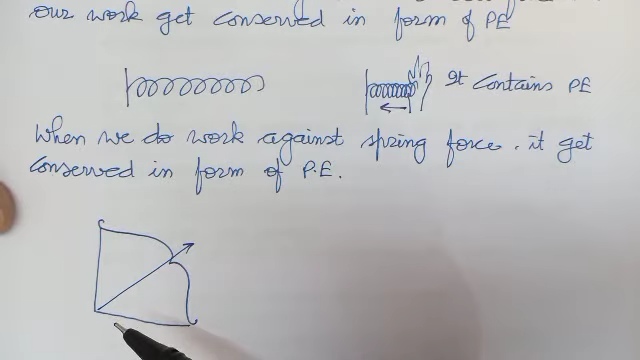 our work get conserved in form of PE
It contains PE
When we do work against spring force. it get
conserved in form of P.E.